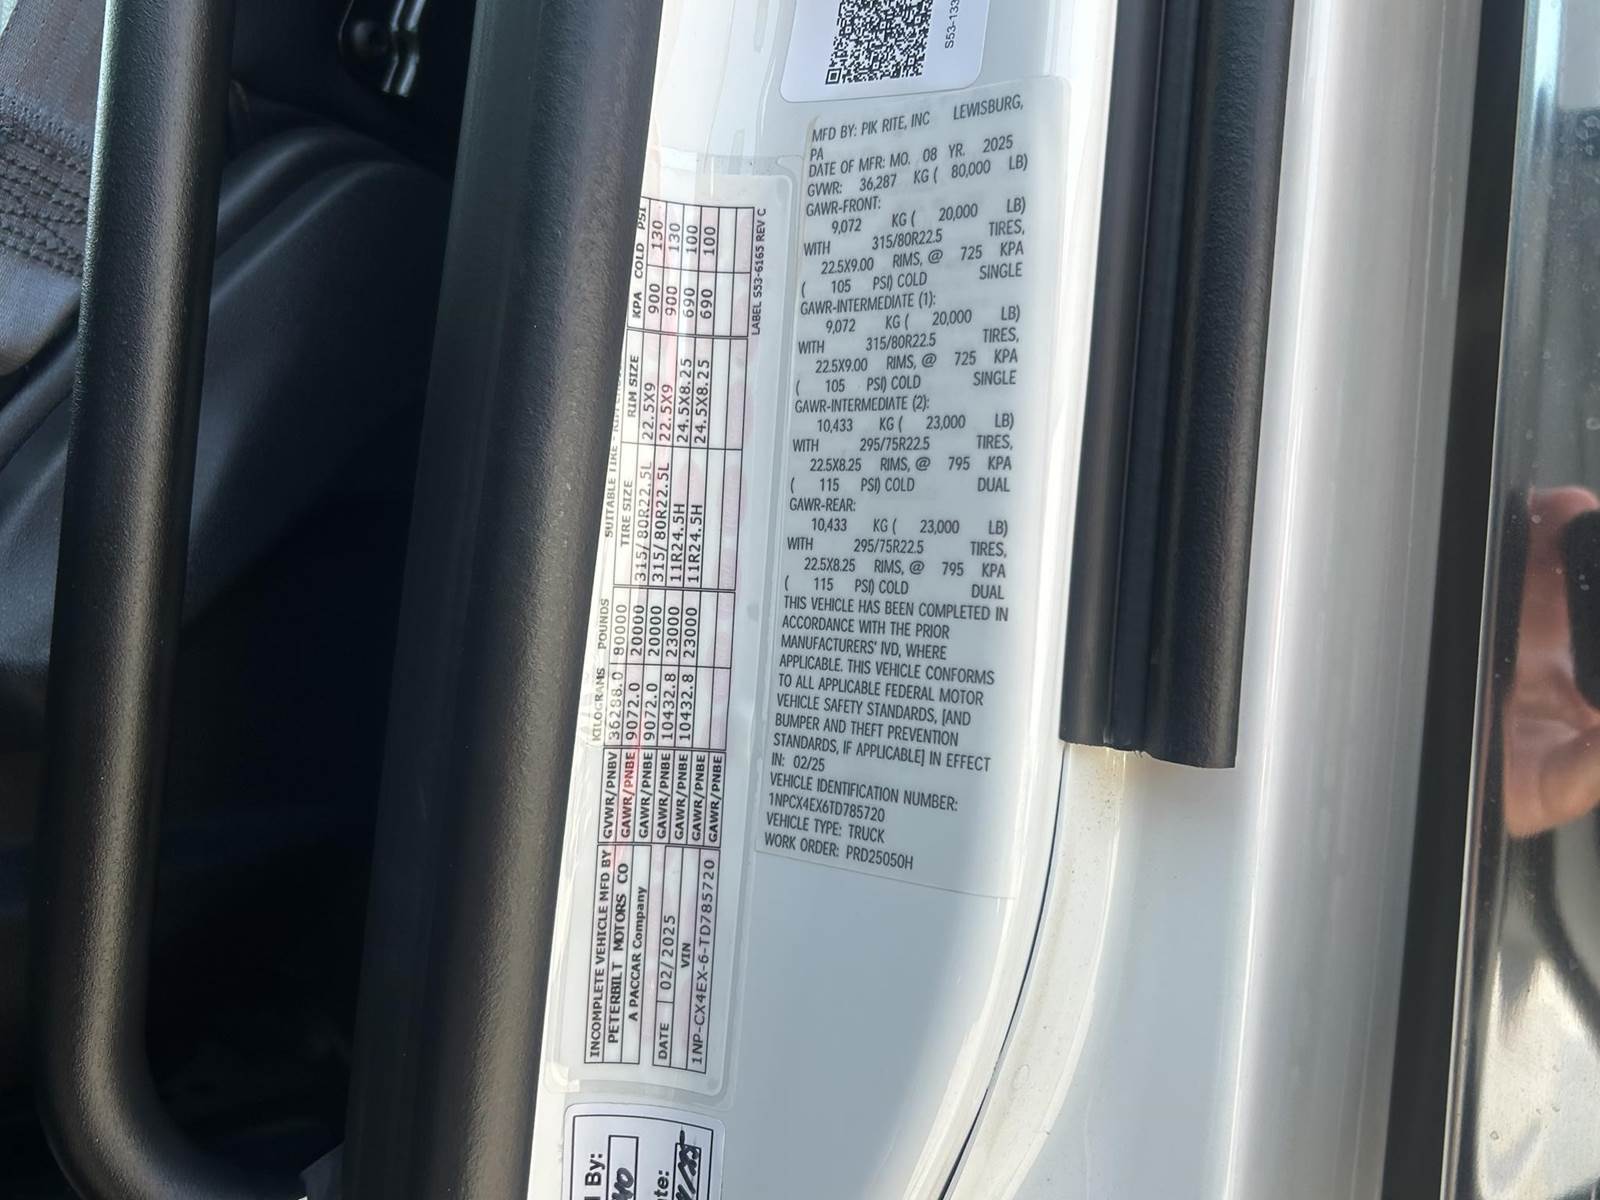 S53-133
MFD BY: PIK RITE, INC LEWISBURG,
PA
DATE OF MFR: MO. 08 YR. 2025
GVWR: 36,287 KG ( 80,000 LB)
GAWR-FRONT:
9,072 KG ( 20,000 LB)
WITH 315/80R22.5 TIRES,
22.5X9.00 RIMS, @ 725 KPA
( 105 PSI) COLD SINGLE
GAWR-INTERMEDIATE (1):
9,072 KG ( 20,000 LB)
WITH 315/80R22.5 TIRES,
22.5X9.00 RIMS, @ 725 KPA
( 105 PSI) COLD SINGLE
GAWR-INTERMEDIATE (2):
10,433 KG ( 23,000 LB)
WITH 295/75R22.5 TIRES,
22.5X8.25 RIMS, @ 795 KPA
( 115 PSI) COLD DUAL
GAWR-REAR:
10,433 KG ( 23,000 LB)
WITH 295/75R22.5 TIRES,
22.5X8.25 RIMS, @ 795 KPA
( 115 PSI) COLD DUAL
THIS VEHICLE HAS BEEN COMPLETED IN
ACCORDANCE WITH THE PRIOR
MANUFACTURERS' IVD, WHERE
APPLICABLE. THIS VEHICLE CONFORMS
TO ALL APPLICABLE FEDERAL MOTOR
VEHICLE SAFETY STANDARDS, [AND
BUMPER AND THEFT PREVENTION
STANDARDS, IF APPLICABLE] IN EFFECT
IN: 02/25
VEHICLE IDENTIFICATION NUMBER:
1NPCX4EX6TD785720
VEHICLE TYPE: TRUCK
WORK ORDER: PRD25050H
INCOMPLETE VEHICLE MFD BY
PETERBILT MOTORS CO
A PACCAR Company
DATE 02/2025
VIN
1NP-CX4EX-6-TD785720
KILOGRAMS POUNDS SUITABLE TIRE - RIM
TIRE SIZE RIM SIZE KPA COLD PSI
GVWR/PNBV 36288.0 80000
GAWR/PNBE 9072.0 20000 315/80R22.5L 22.5X9 900 130
GAWR/PNBE 9072.0 20000 315/80R22.5L 22.5X9 900 130
GAWR/PNBE 10432.8 23000 11R24.5H 24.5X8.25 690 100
GAWR/PNBE 10432.8 23000 11R24.5H 24.5X8.25 690 100
GAWR/PNBE
GAWR/PNBE
LABEL S53-6165 REV C
d By:
te: